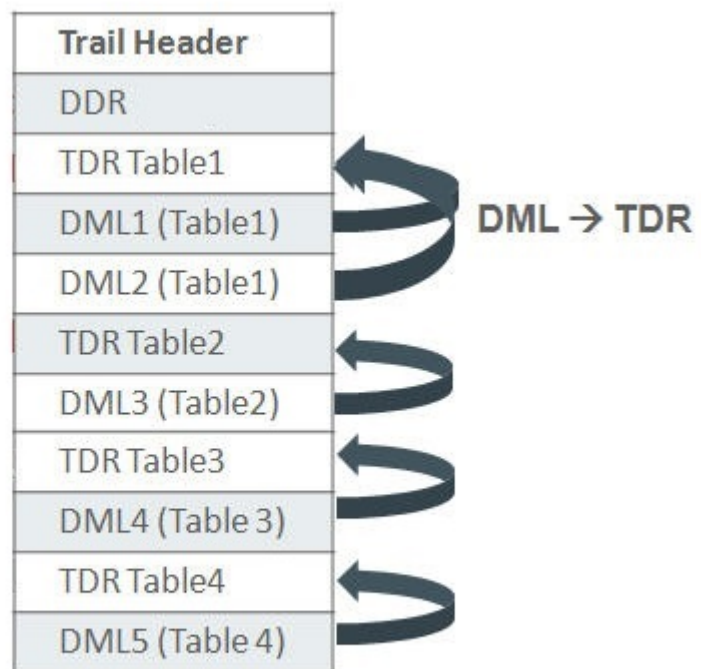 Trail Header
DDR
TDR Table1
DML1 (Table1)
DML → TDR
DML2 (Table1)
TDR Table2
DML3 (Table2)
TDR Table3
DML4 (Table 3)
TDR Table4
DML5 (Table 4)